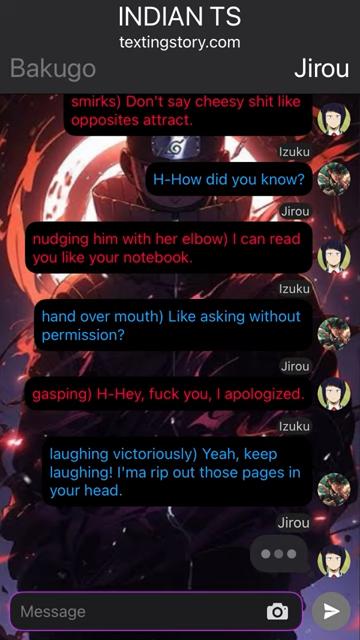 INDIAN TS
textingstory.com
Bakugo
Jirou
smirks) Don't say cheesy shit like
opposites attract.
Izuku
H-How did you know?
Jirou
nudging him with her elbow) I can read
you like your notebook.
Izuku
hand over mouth) Like asking without
permission?
Jirou
gasping) H-Hey, fuck you, I apologized.
Izuku
laughing victoriously) Yeah, keep
laughing! I'ma rip out those pages in
your head.
Jirou
Message